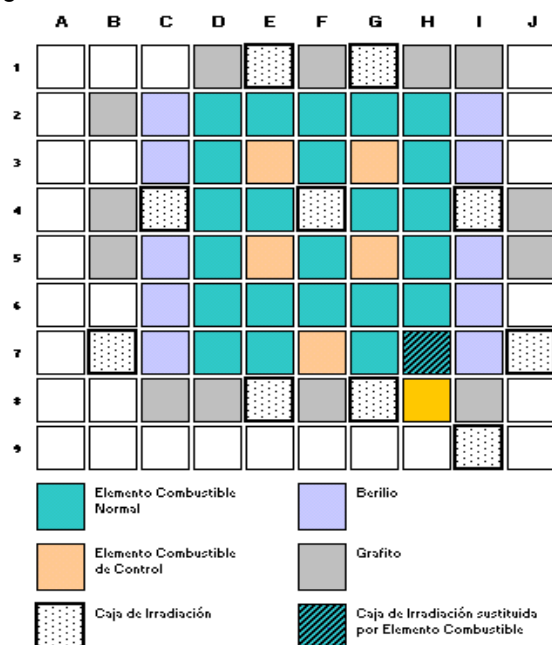 A B C D E F G H I J
1
2
3
4
5
6
7
8
9
Elemento Combustible
Normal
Berilio
Elemento Combustible
de Control
Grafito
Caja de Irradiación
Caja de Irradiación sustituida
por Elemento Combustible